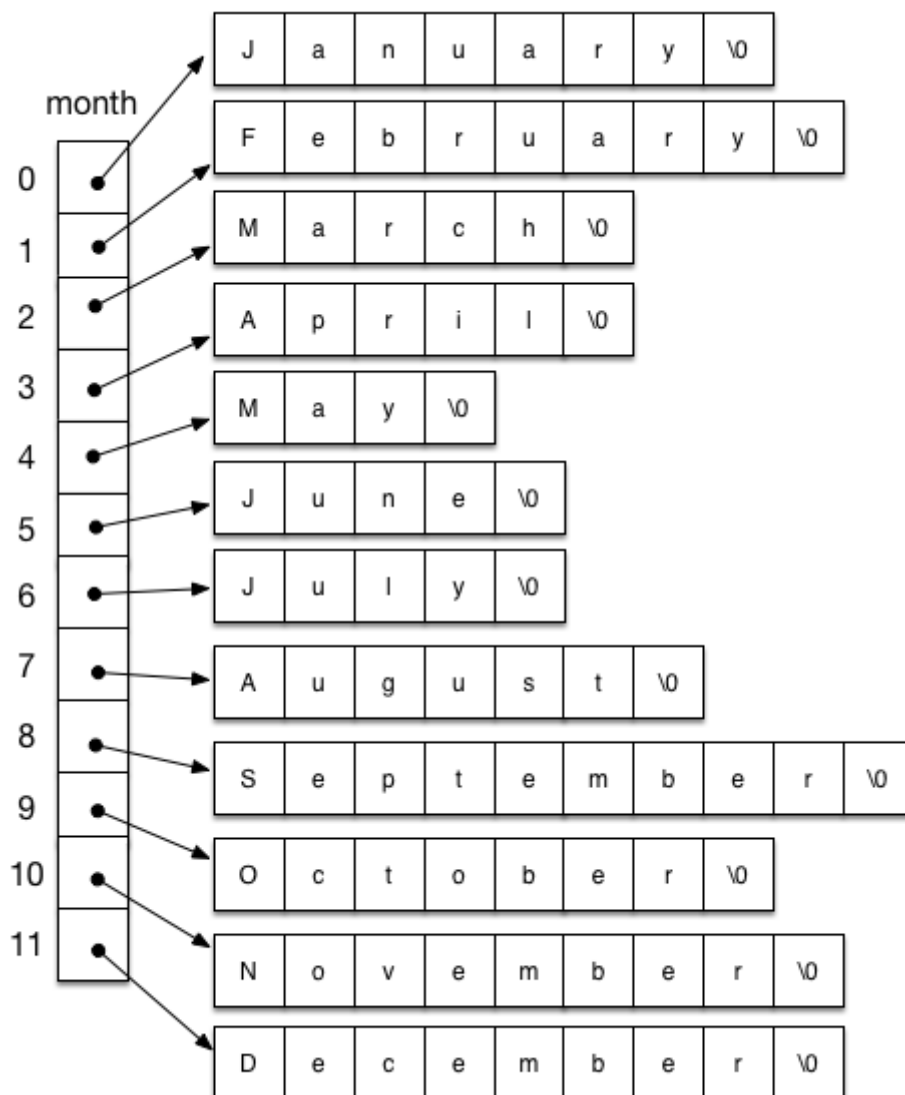 J a n u a r y \0
month
F e b r u a r y \0
0
M a r c h \0
1
A p r i l \0
2
3
M a y \0
4
J u n e \0
5
J u l y \0
6
A u g u s t \0
7
8
S e p t e m b e r \0
9
O c t o b e r \0
10
11
N o v e m b e r \0
D e c e m b e r \0